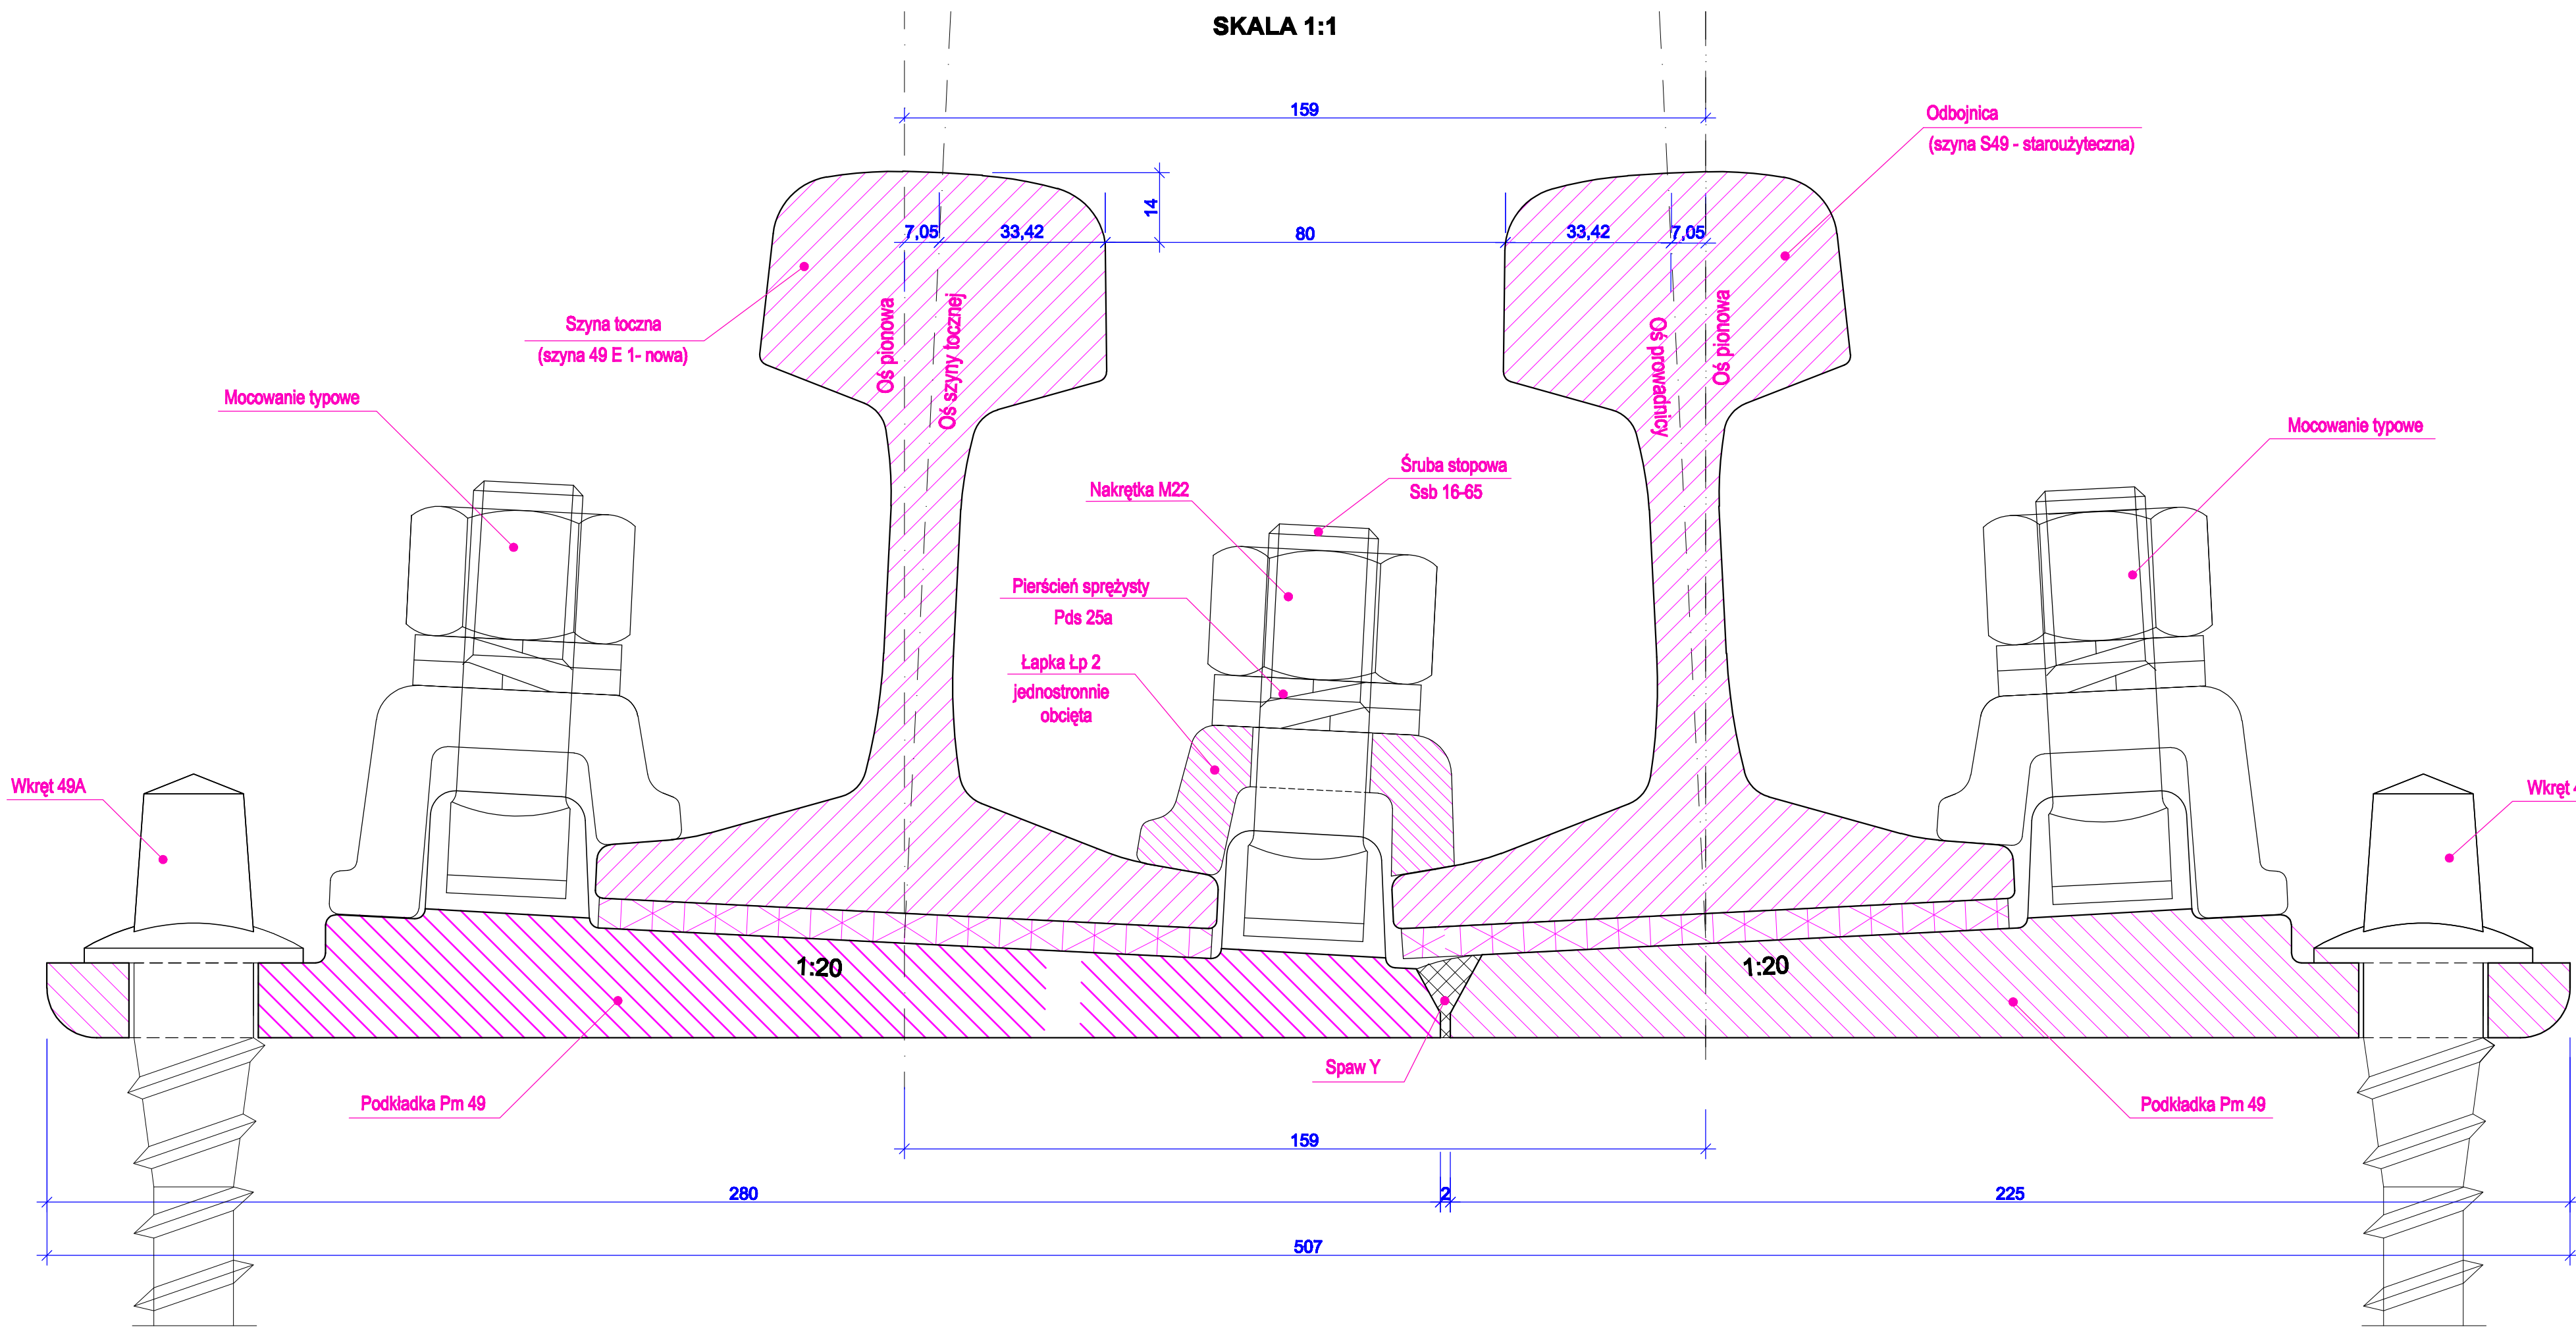 SKALA 1:1
159
Odbojnica
(szyna S49 - staroużyteczna)
14
7,05
33,42
80
33,42
7,05
Szyna toczna
(szyna 49 E 1- nowa)
Oś pionowa
Oś szyny tocznej
Oś prowadnicy
Oś pionowa
Mocowanie typowe
Mocowanie typowe
Śruba stopowa
Ssb 16-65
Nakrętka M22
Pierścień sprężysty
Pds 25a
Łapka Łp 2
jednostronnie
obcięta
Wkręt 49A
Wkręt 4
1:20
1:20
Spaw Y
Podkładka Pm 49
Podkładka Pm 49
159
280
2
225
507